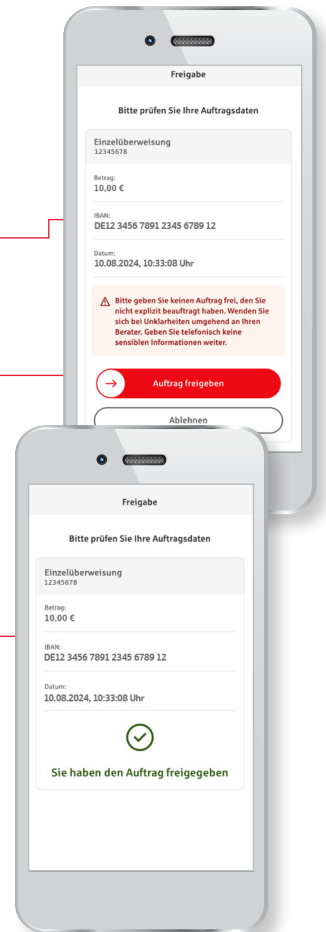 Freigabe
Bitte prüfen Sie Ihre Auftragsdaten
Einzelüberweisung
12345678
Betrag:
10,00 €
IBAN:
DE12 3456 7891 2345 6789 12
Datum:
10.08.2024, 10:33:08 Uhr
Bitte geben Sie keinen Auftrag frei, den Sie
nicht explizit beauftragt haben. Wenden Sie
sich bei Unklarheiten umgehend an Ihren
Berater. Geben Sie telefonisch keine
sensiblen Informationen weiter.
Auftrag freigeben
Ablehnen
Freigabe
Bitte prüfen Sie Ihre Auftragsdaten
Einzelüberweisung
12345678
Betrag:
10,00 €
IBAN:
DE12 3456 7891 2345 6789 12
Datum:
10.08.2024, 10:33:08 Uhr
Sie haben den Auftrag freigegeben